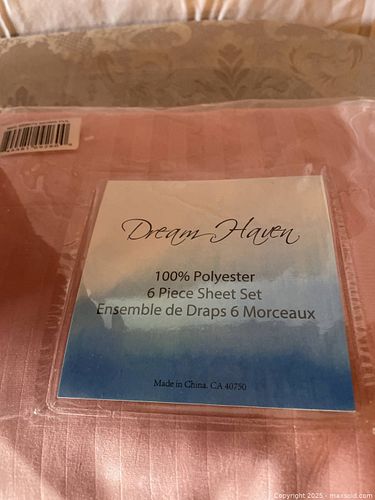 Dream Haven
100% Polyester
6 Piece Sheet Set
Ensemble de Draps 6 Morceaux
Made in China. CA 40750
Copyright 2025 - maxsold.com